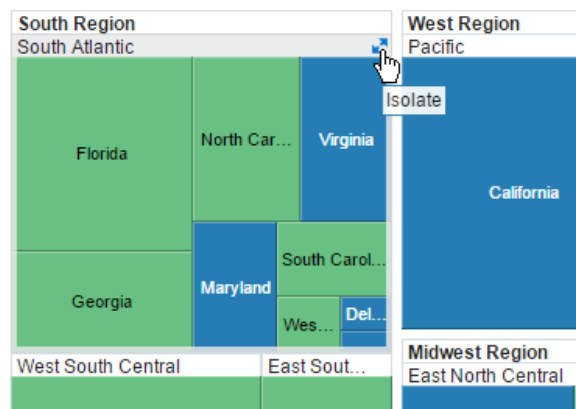 South Region
South Atlantic
Florida
North Car...
Virginia
Georgia
Maryland
South Carol...
Wes...
Del...
Isolate
West South Central
East Sout...
West Region
Pacific
California
Midwest Region
East North Central